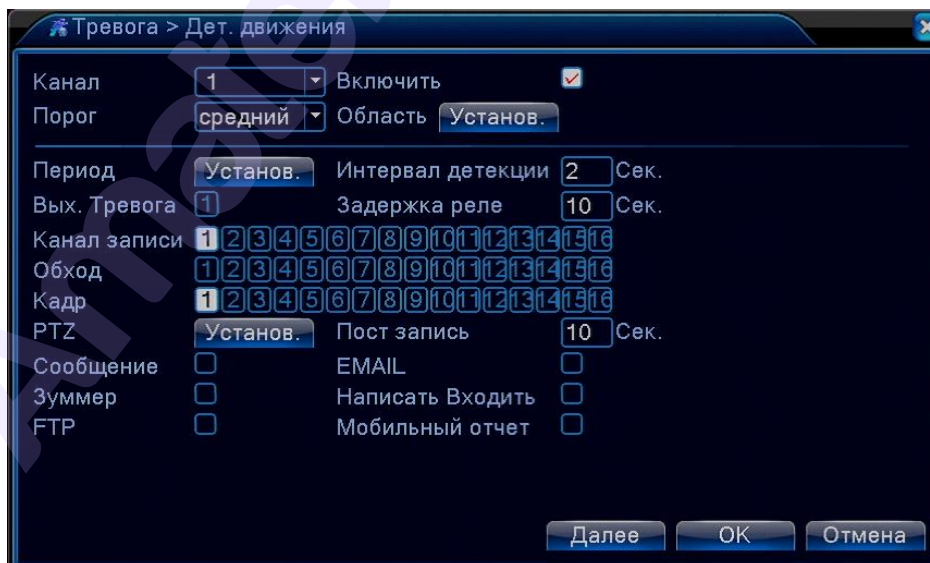 Тревога > Дет. движения
Канал 1 Включить
Порог средний Область Установ.
Период Установ. Интервал детекции 2 Сек.
Вых. Тревога 1 Задержка реле 10 Сек.
Канал записи 1 2 3 4 5 6 7 8 9 10 11 12 13 14 15 16
Обход 1 2 3 4 5 6 7 8 9 10 11 12 13 14 15 16
Кадр 1 2 3 4 5 6 7 8 9 10 11 12 13 14 15 16
PTZ Установ. Пост запись 10 Сек.
Сообщение EMAIL
Зуммер Написать Входить
FTP Мобильный отчет
Далее OK Отмена